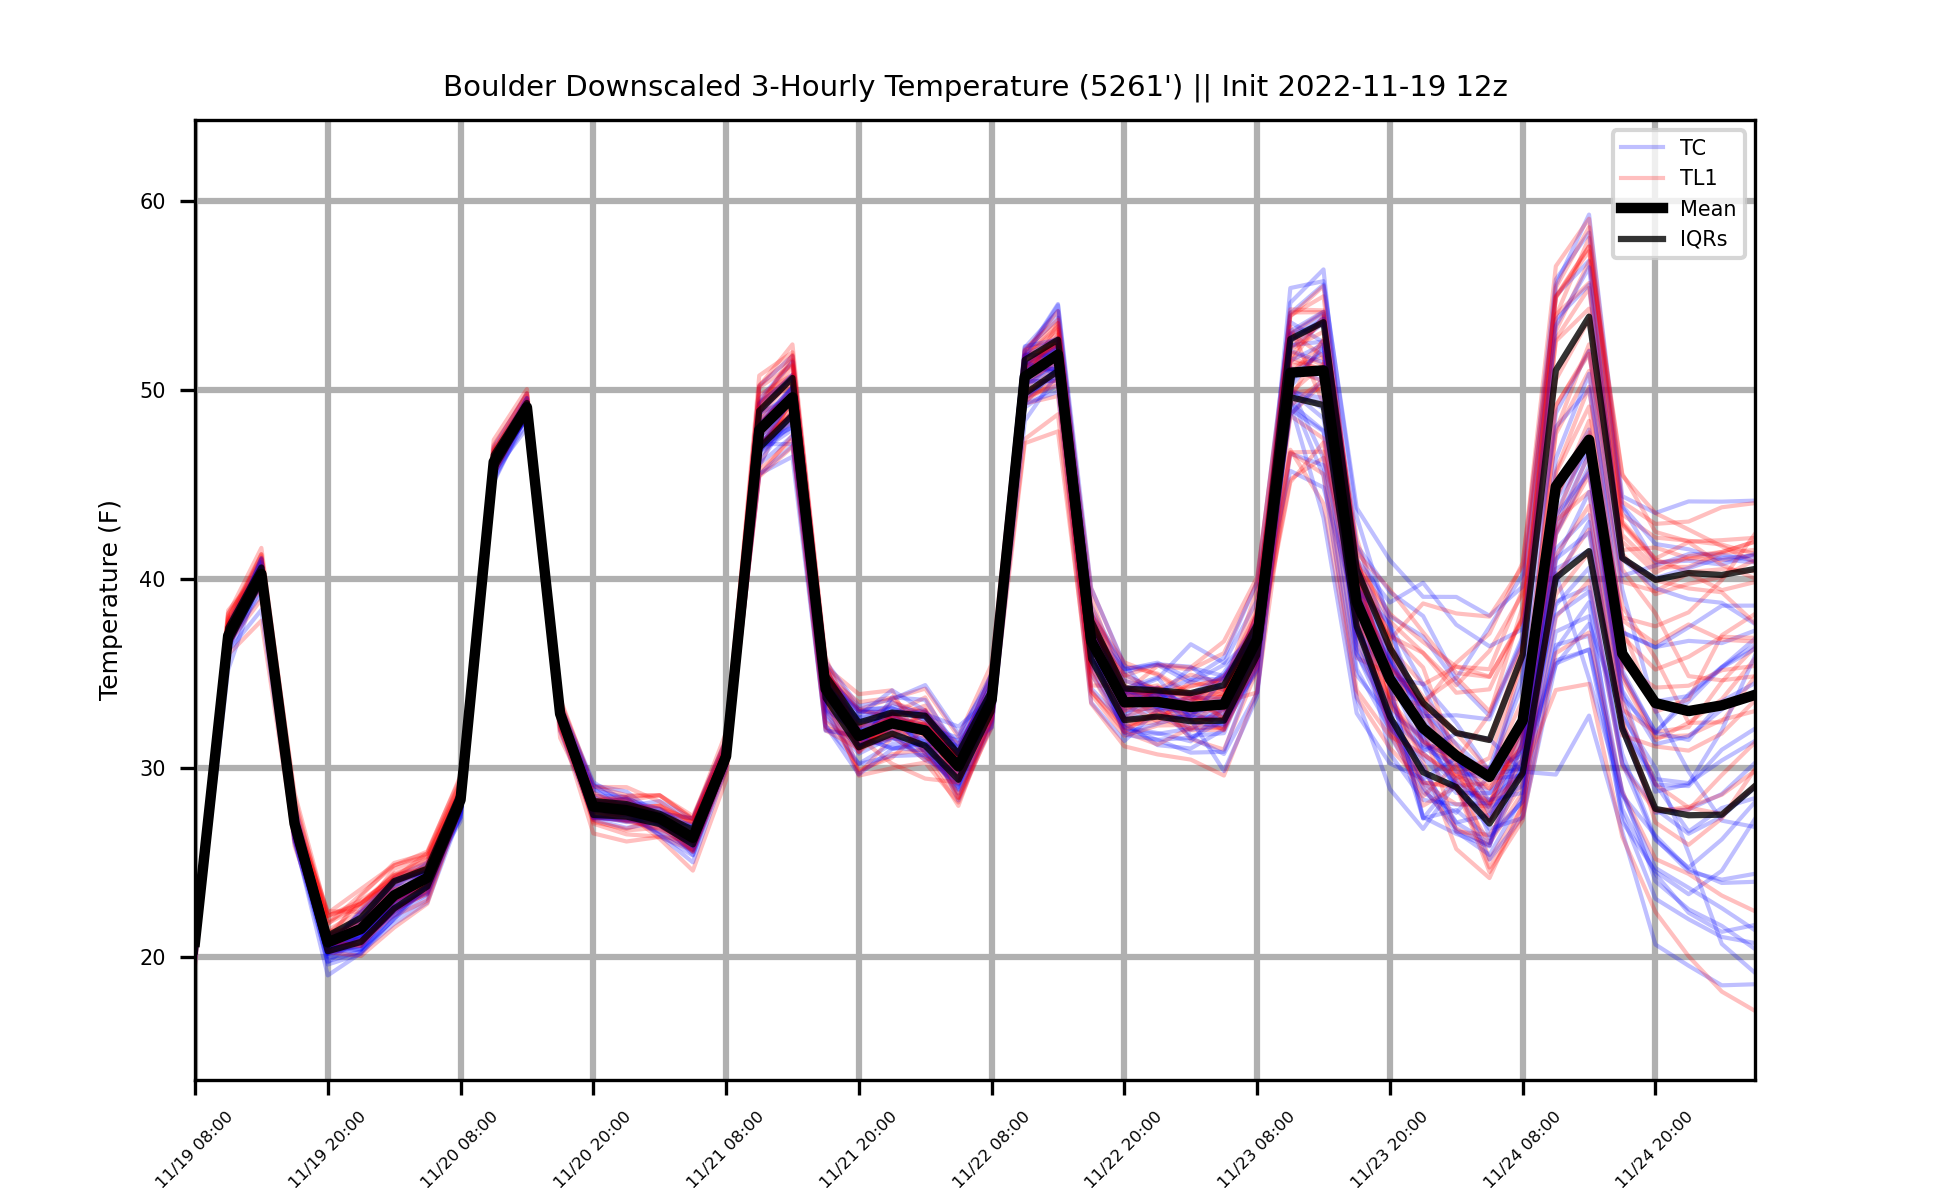 Boulder Downscaled 3-Hourly Temperature (5261') || Init 2022-11-19 12z
TC
TL1
Mean
IQRs
Temperature (F)
60
50
40
30
20
11/19 08:00
11/19 20:00
11/20 08:00
11/20 20:00
11/21 08:00
11/21 20:00
11/22 08:00
11/22 20:00
11/23 08:00
11/23 20:00
11/24 08:00
11/24 20:00